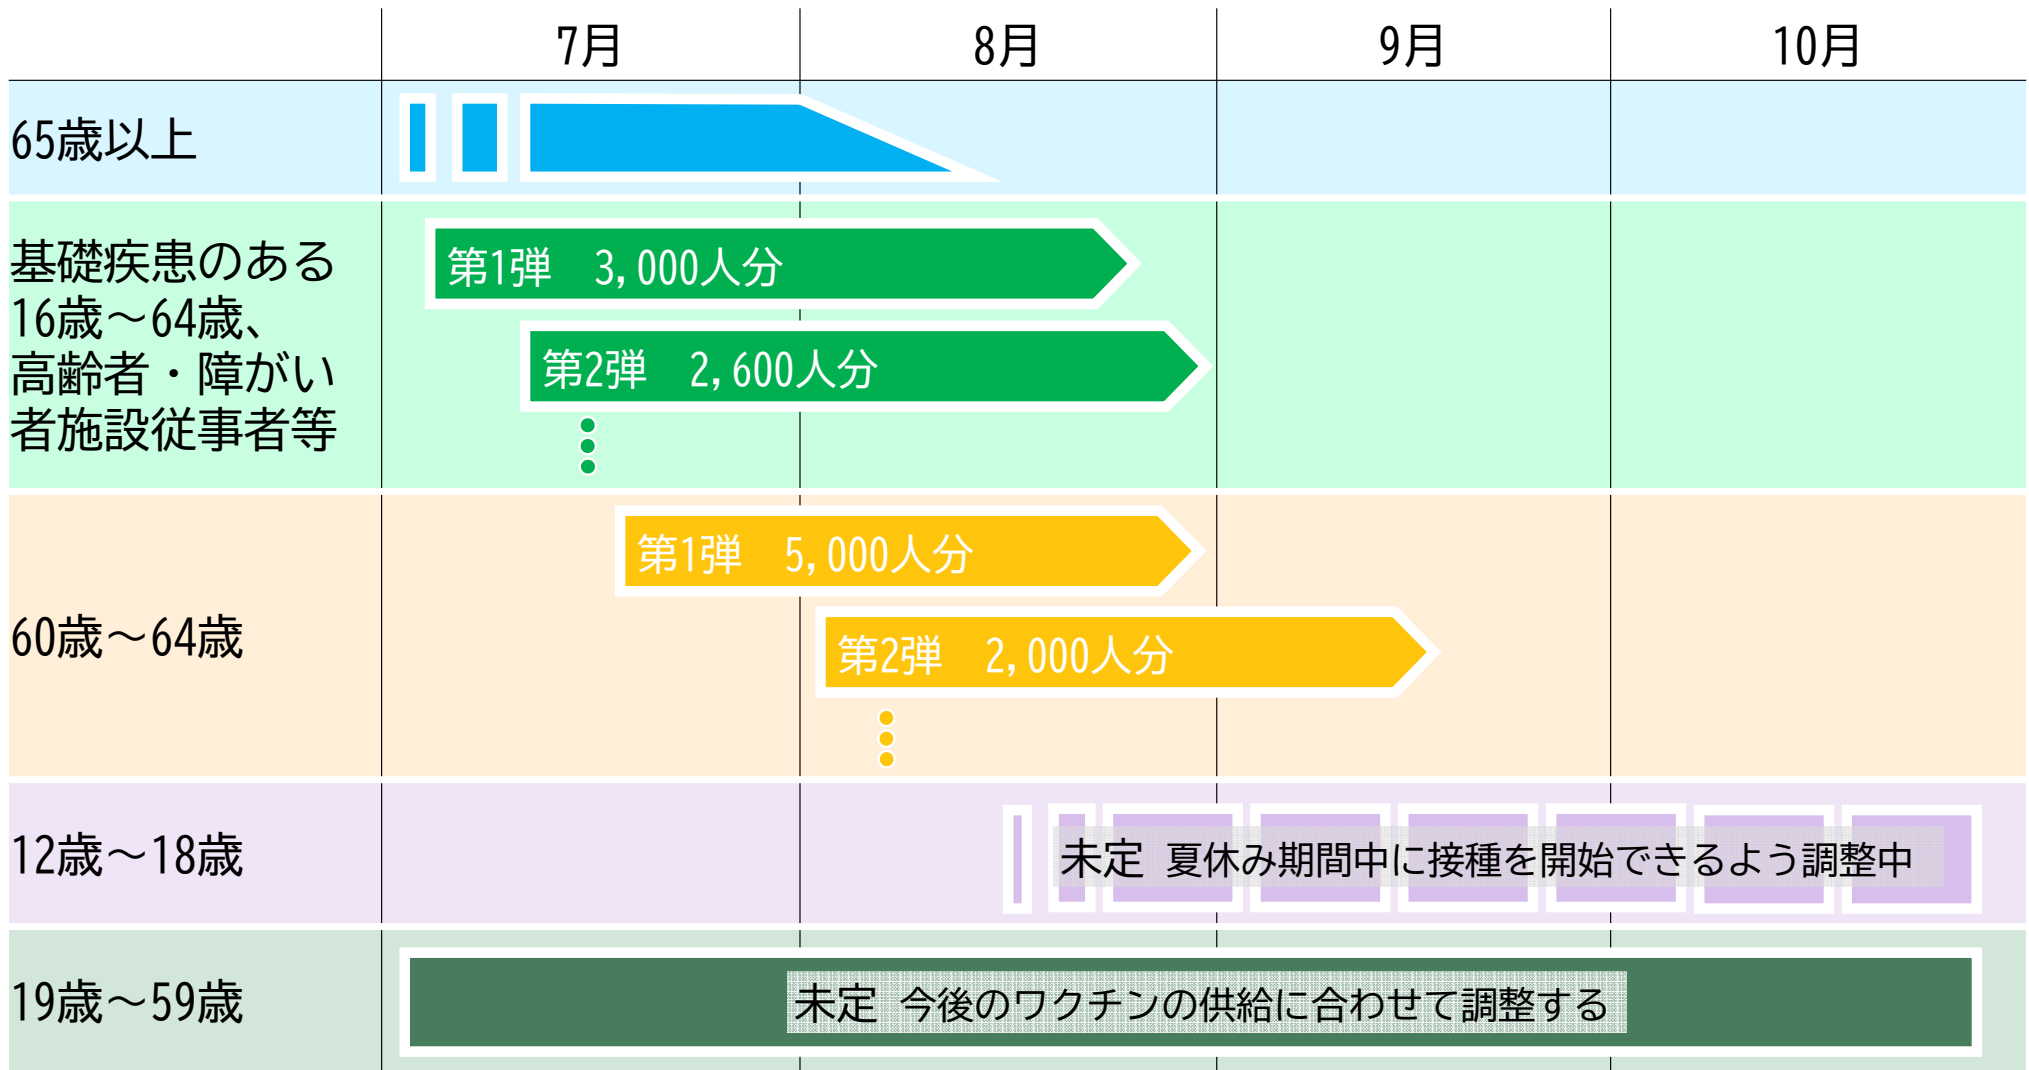 7月
8月
9月
10月
65歳以上
基礎疾患のある
16歳～64歳、
高齢者・障がい
者施設従事者等
第1弾　3,000人分
第2弾　2,600人分
60歳～64歳
第1弾　5,000人分
第2弾　2,000人分
12歳～18歳
未定 夏休み期間中に接種を開始できるよう調整中
19歳～59歳
未定 今後のワクチンの供給に合わせて調整する